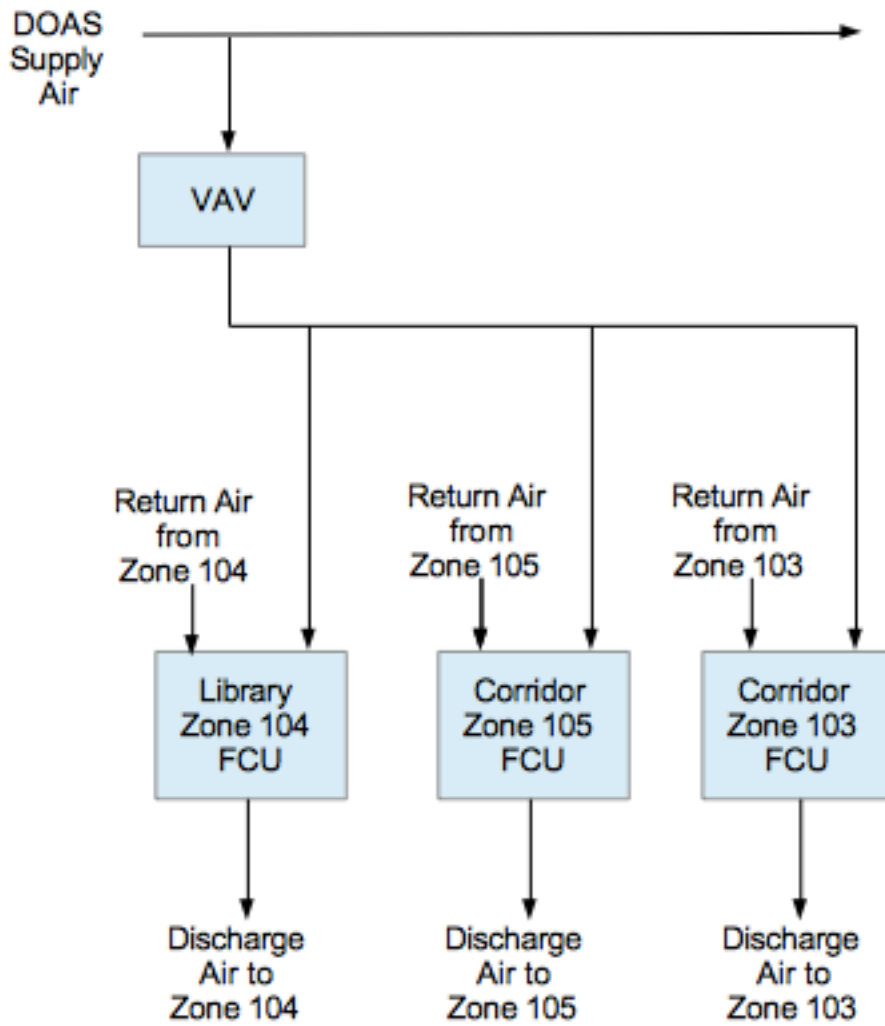 DOAS
Supply
Air
VAV
Return Air
from
Zone 104
Return Air
from
Zone 105
Return Air
from
Zone 103
Library
Zone 104
FCU
Corridor
Zone 105
FCU
Corridor
Zone 103
FCU
Discharge
Air to
Zone 104
Discharge
Air to
Zone 105
Discharge
Air to
Zone 103